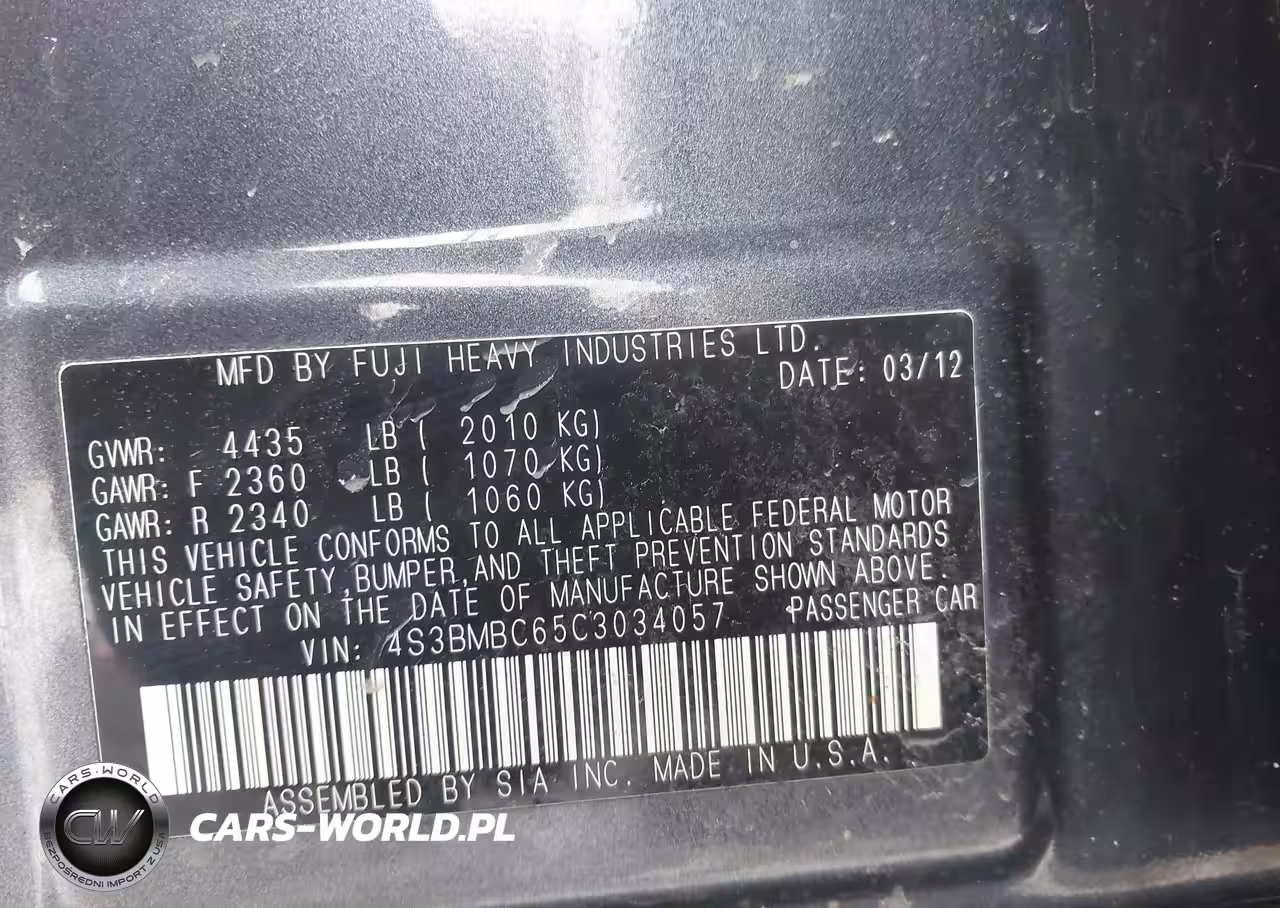 MFD BY FUJI HEAVY INDUSTRIES LTD.
DATE: 03/12
GVWR: 4435 LB ( 2010 KG)
GAWR: F 2360 LB ( 1070 KG)
GAWR: R 2340 LB ( 1060 KG)
THIS VEHICLE CONFORMS TO ALL APPLICABLE FEDERAL MOTOR
VEHICLE SAFETY,BUMPER,AND THEFT PREVENTION STANDARDS
IN EFFECT ON THE DATE OF MANUFACTURE SHOWN ABOVE.
VIN: 4S3BMBC65C3034057 PASSENGER CAR
ASSEMBLED BY SIA INC. MADE IN U.S.A.
CARS-WORLD
CW
BEZPOŚREDNI IMPORT Z USA
CARS-WORLD.PL